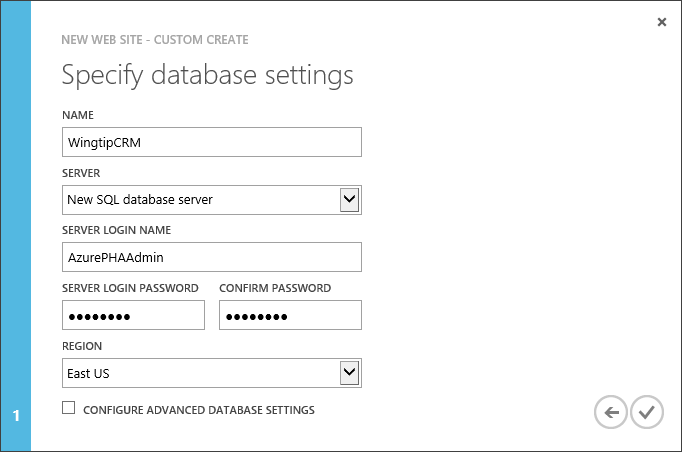 NEW WEB SITE - CUSTOM CREATE
Specify database settings
NAME
WingtipCRM
SERVER
New SQL database server
SERVER LOGIN NAME
AzurePHAAdmin
SERVER LOGIN PASSWORD CONFIRM PASSWORD
●●●●●●●● ●●●●●●●●
REGION
East US
CONFIGURE ADVANCED DATABASE SETTINGS
1